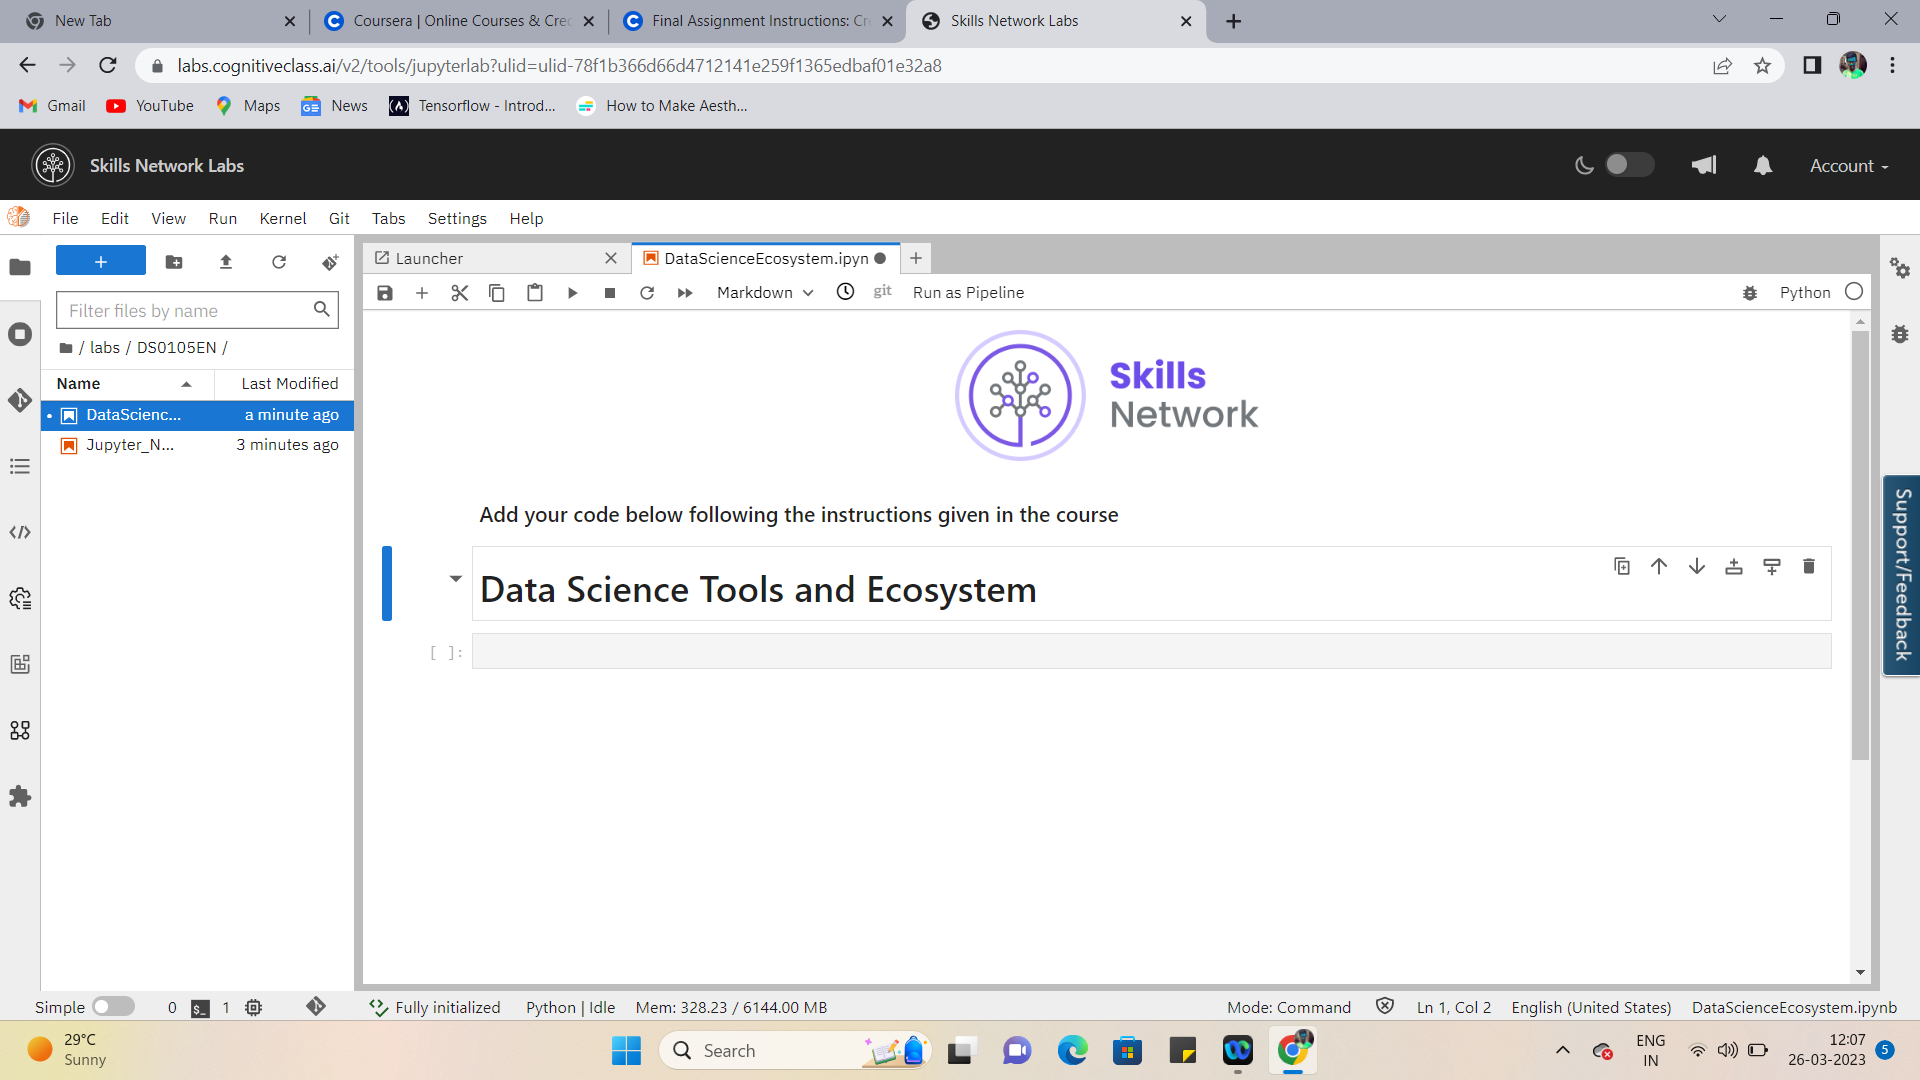 New Tab
Coursera | Online Courses & Crec
Final Assignment Instructions: Cre
Skills Network Labs
labs.cognitiveclass.ai/v2/tools/jupyterlab?ulid=ulid-78f1b366d66d4712141e259f1365edbaf01e32a8
Gmail
YouTube
Maps
News
Tensorflow - Introd...
How to Make Aesth...
Skills Network Labs
Account
File Edit View Run Kernel Git Tabs Settings Help
Launcher
DataScienceEcosystem.ipyn
Markdown
git
Run as Pipeline
Python
Filter files by name
/ labs / DS0105EN /
Name
Last Modified
DataScienc... a minute ago
Jupyter_N... 3 minutes ago
Skills
Network
Add your code below following the instructions given in the course
Data Science Tools and Ecosystem
[ ]:
Support/Feedback
Simple
0
$_
1
Fully initialized
Python | Idle
Mem: 328.23 / 6144.00 MB
Mode: Command
Ln 1, Col 2
English (United States)
DataScienceEcosystem.ipynb
29°C
Sunny
Search
ENG
IN
12:07
26-03-2023
5